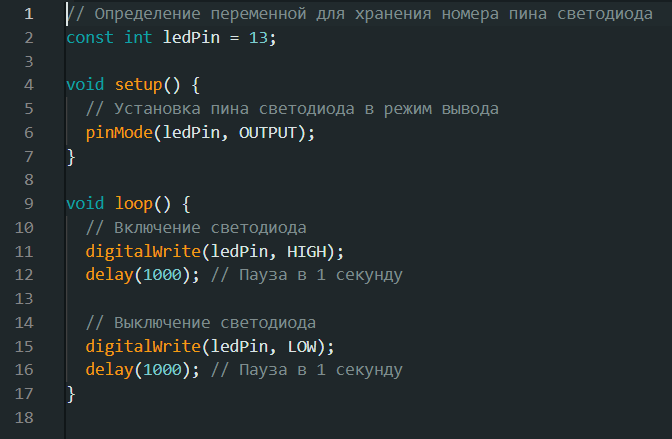 1 // Определение переменной для хранения номера пина светодиода
2 const int ledPin = 13;
3
4 void setup() {
5   // Установка пина светодиода в режим вывода
6   pinMode(ledPin, OUTPUT);
7 }
8
9 void loop() {
10   // Включение светодиода
11   digitalWrite(ledPin, HIGH);
12   delay(1000); // Пауза в 1 секунду
13
14   // Выключение светодиода
15   digitalWrite(ledPin, LOW);
16   delay(1000); // Пауза в 1 секунду
17 }
18